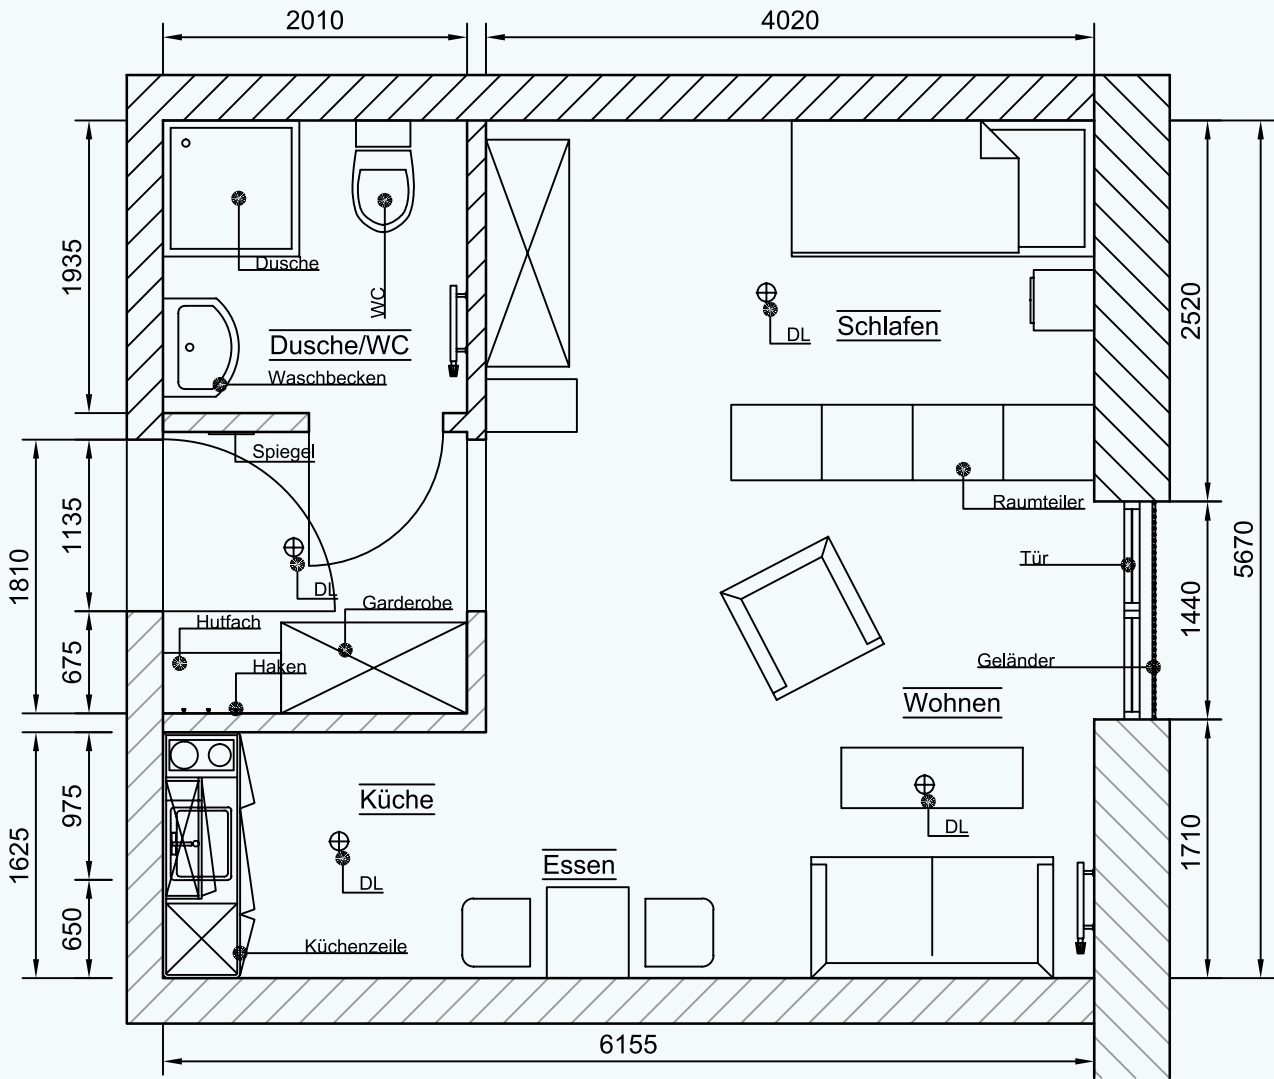 2010
4020
Dusche
WC
1935
Dusche/WC
Waschbecken
DL
Schlafen
2520
Spiegel
Raumteiler
1135
1810
DL
Tür
1440
5670
Hutfach
Garderobe
675
Haken
Geländer
Wohnen
Küche
975
1625
DL
Essen
DL
1710
650
Küchenzeile
6155